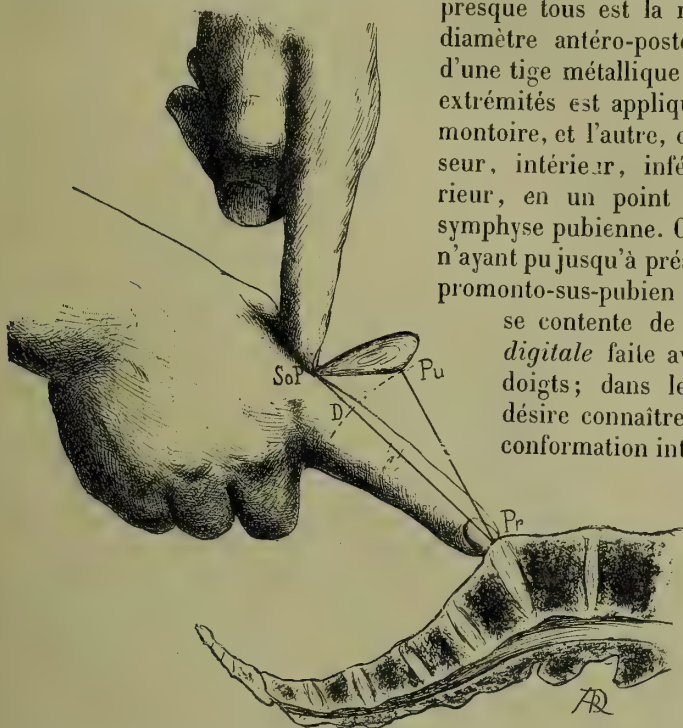 presque tous est la
diamètre antéro-posté
d'une tige métallique
extrémités est appliqu
montoire, et l'autre,
seur, intérieur, infé
rieur, en un point
symphyse pubienne.
n'ayant pu jusqu'à pré
promonto-sus-pubien
se contente de
digitale faite av
doigts; dans le
désire connaître
conformation int
SoP
Pu
D
Pr